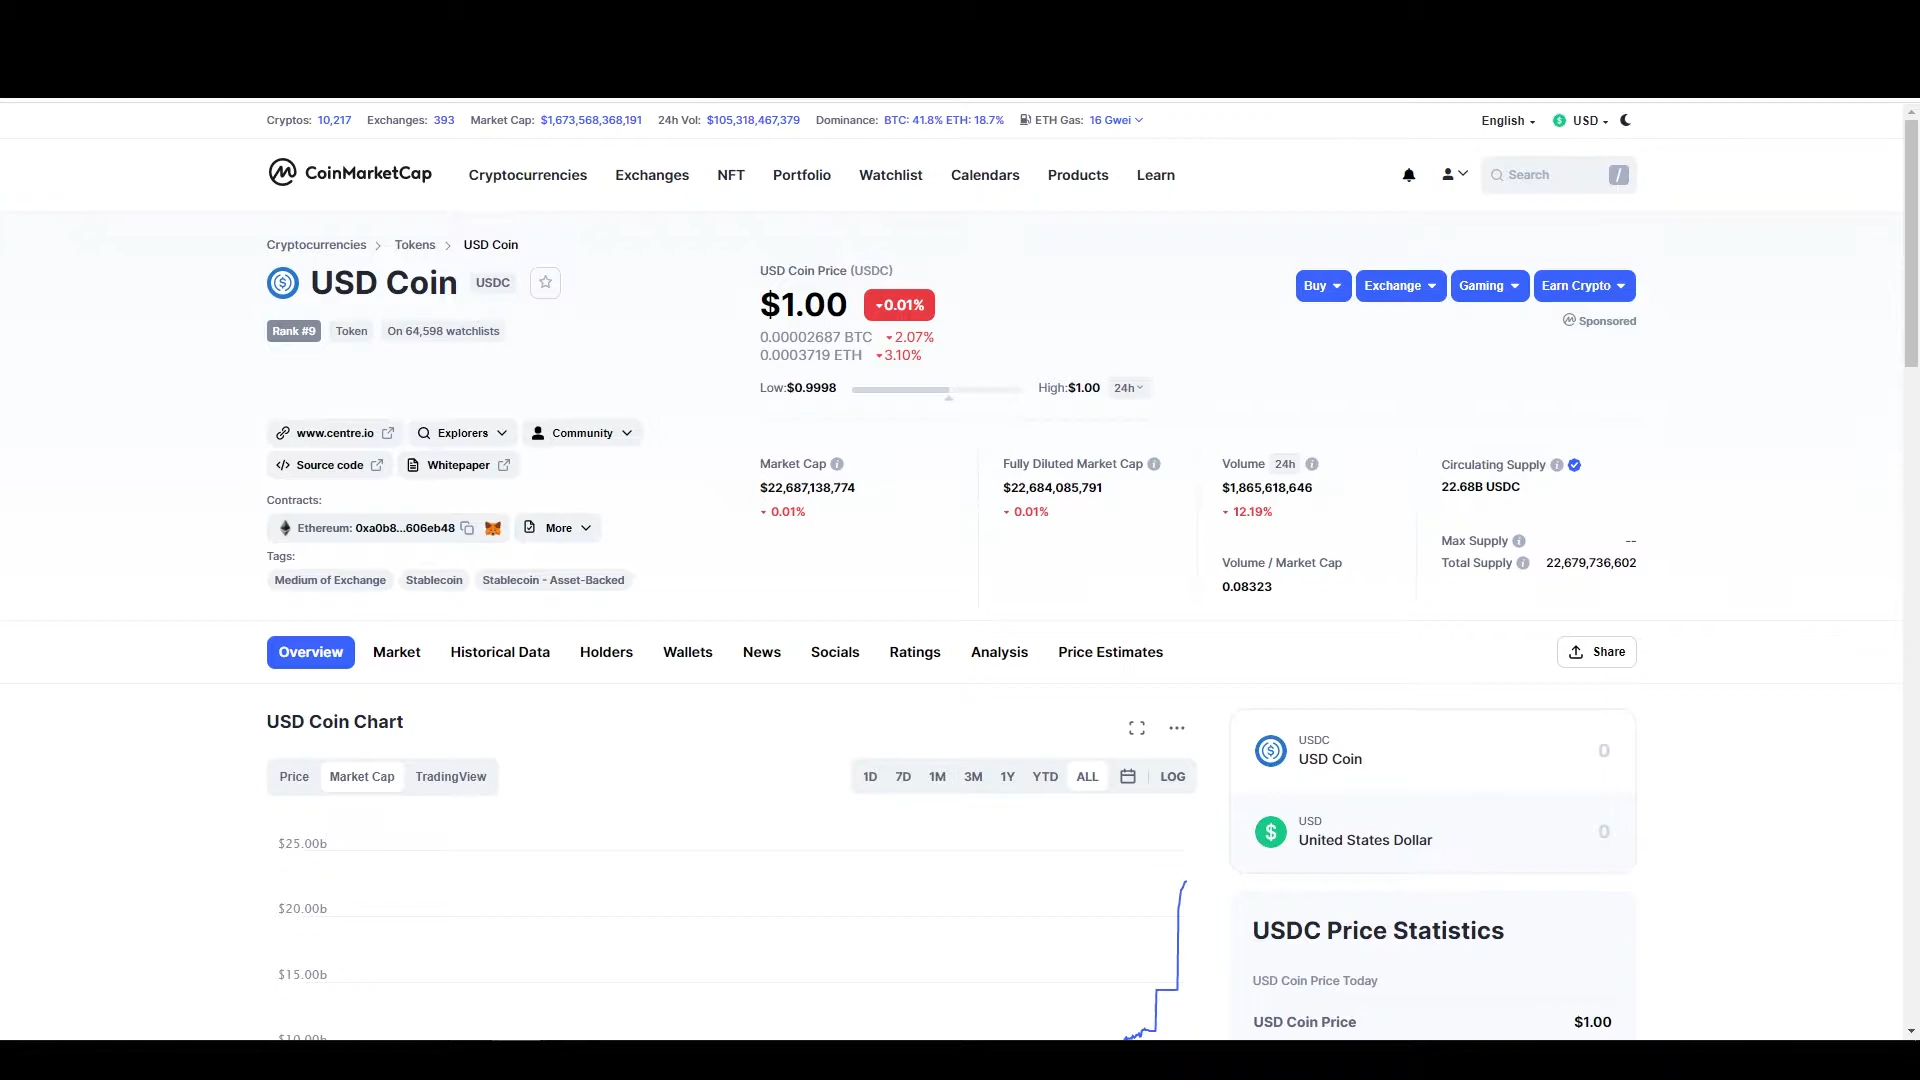 Cryptos: 10,217 Exchanges: 393 Market Cap: $1,673,568,368,191 24h Vol: $105,318,467,379 Dominance: BTC: 41.8% ETH: 18.7% ETH Gas: 16 Gwei English USD
CoinMarketCap Cryptocurrencies Exchanges NFT Portfolio Watchlist Calendars Products Learn Search /
Cryptocurrencies Tokens USD Coin
USD Coin USDC
Rank #9 Token On 64,598 watchlists
USD Coin Price (USDC)
$1.00 0.01%
0.00002687 BTC 2.07%
0.0003719 ETH 3.10%
Low:$0.9998 High:$1.00 24h
Buy Exchange Gaming Earn Crypto
Sponsored
www.centre.io Explorers Community
Source code Whitepaper
Contracts:
Ethereum: 0xa0b8...606eb48 More
Tags:
Medium of Exchange Stablecoin Stablecoin - Asset-Backed
Market Cap
$22,687,138,774
0.01%
Fully Diluted Market Cap
$22,684,085,791
0.01%
Volume 24h
$1,865,618,646
12.19%
Volume / Market Cap
0.08323
Circulating Supply
22.68B USDC
Max Supply --
Total Supply 22,679,736,602
Overview Market Historical Data Holders Wallets News Socials Ratings Analysis Price Estimates Share
USD Coin Chart
Price Market Cap TradingView 1D 7D 1M 3M 1Y YTD ALL LOG
$25.00b
$20.00b
$15.00b
$10.00b
USDC
USD Coin 0
USD
United States Dollar 0
USDC Price Statistics
USD Coin Price Today
USD Coin Price $1.00